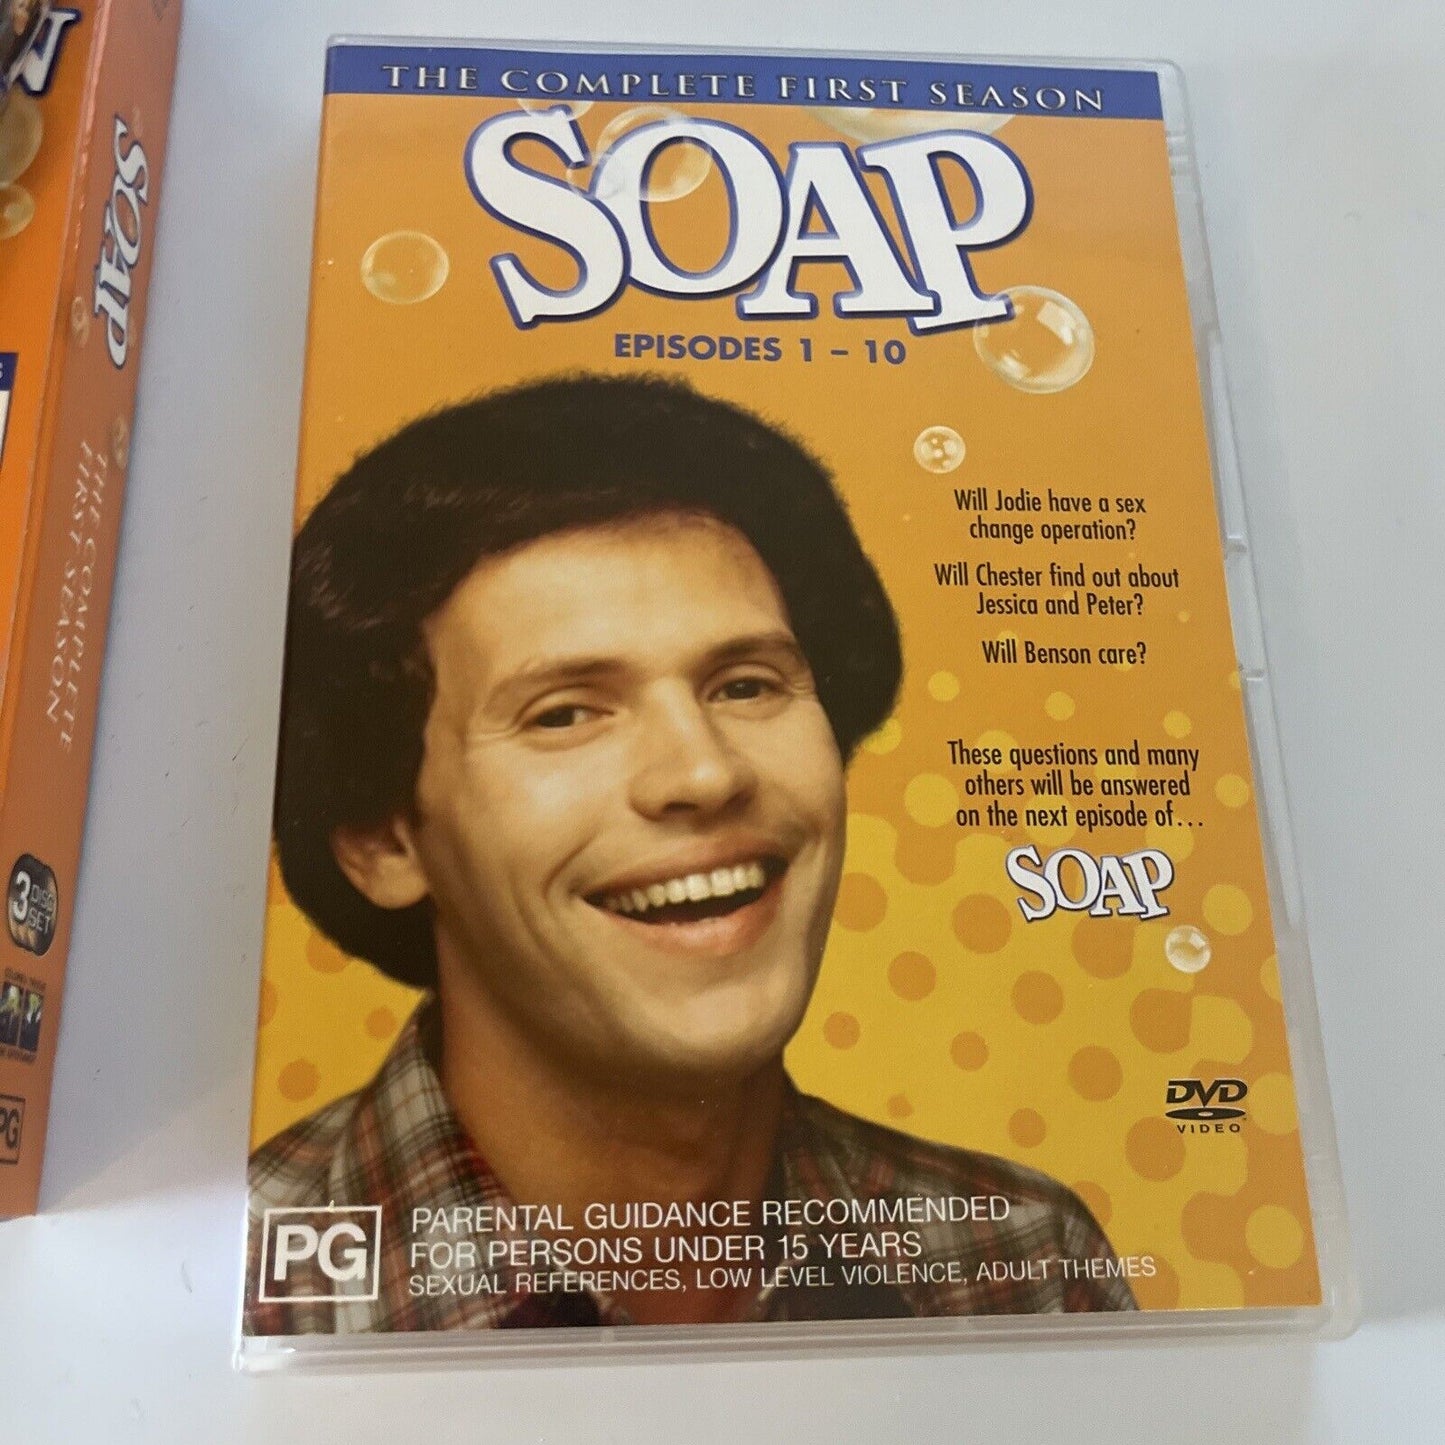 SOAP
THE COMPLETE
FIRST SEASON
3
DISC
SET
PG
THE COMPLETE FIRST SEASON
SOAP
EPISODES 1 – 10
Will Jodie have a sex
change operation?
Will Chester find out about
Jessica and Peter?
Will Benson care?
These questions and many
others will be answered
on the next episode of...
SOAP
DVD
VIDEO
PG
PARENTAL GUIDANCE RECOMMENDED
FOR PERSONS UNDER 15 YEARS
SEXUAL REFERENCES, LOW LEVEL VIOLENCE, ADULT THEMES